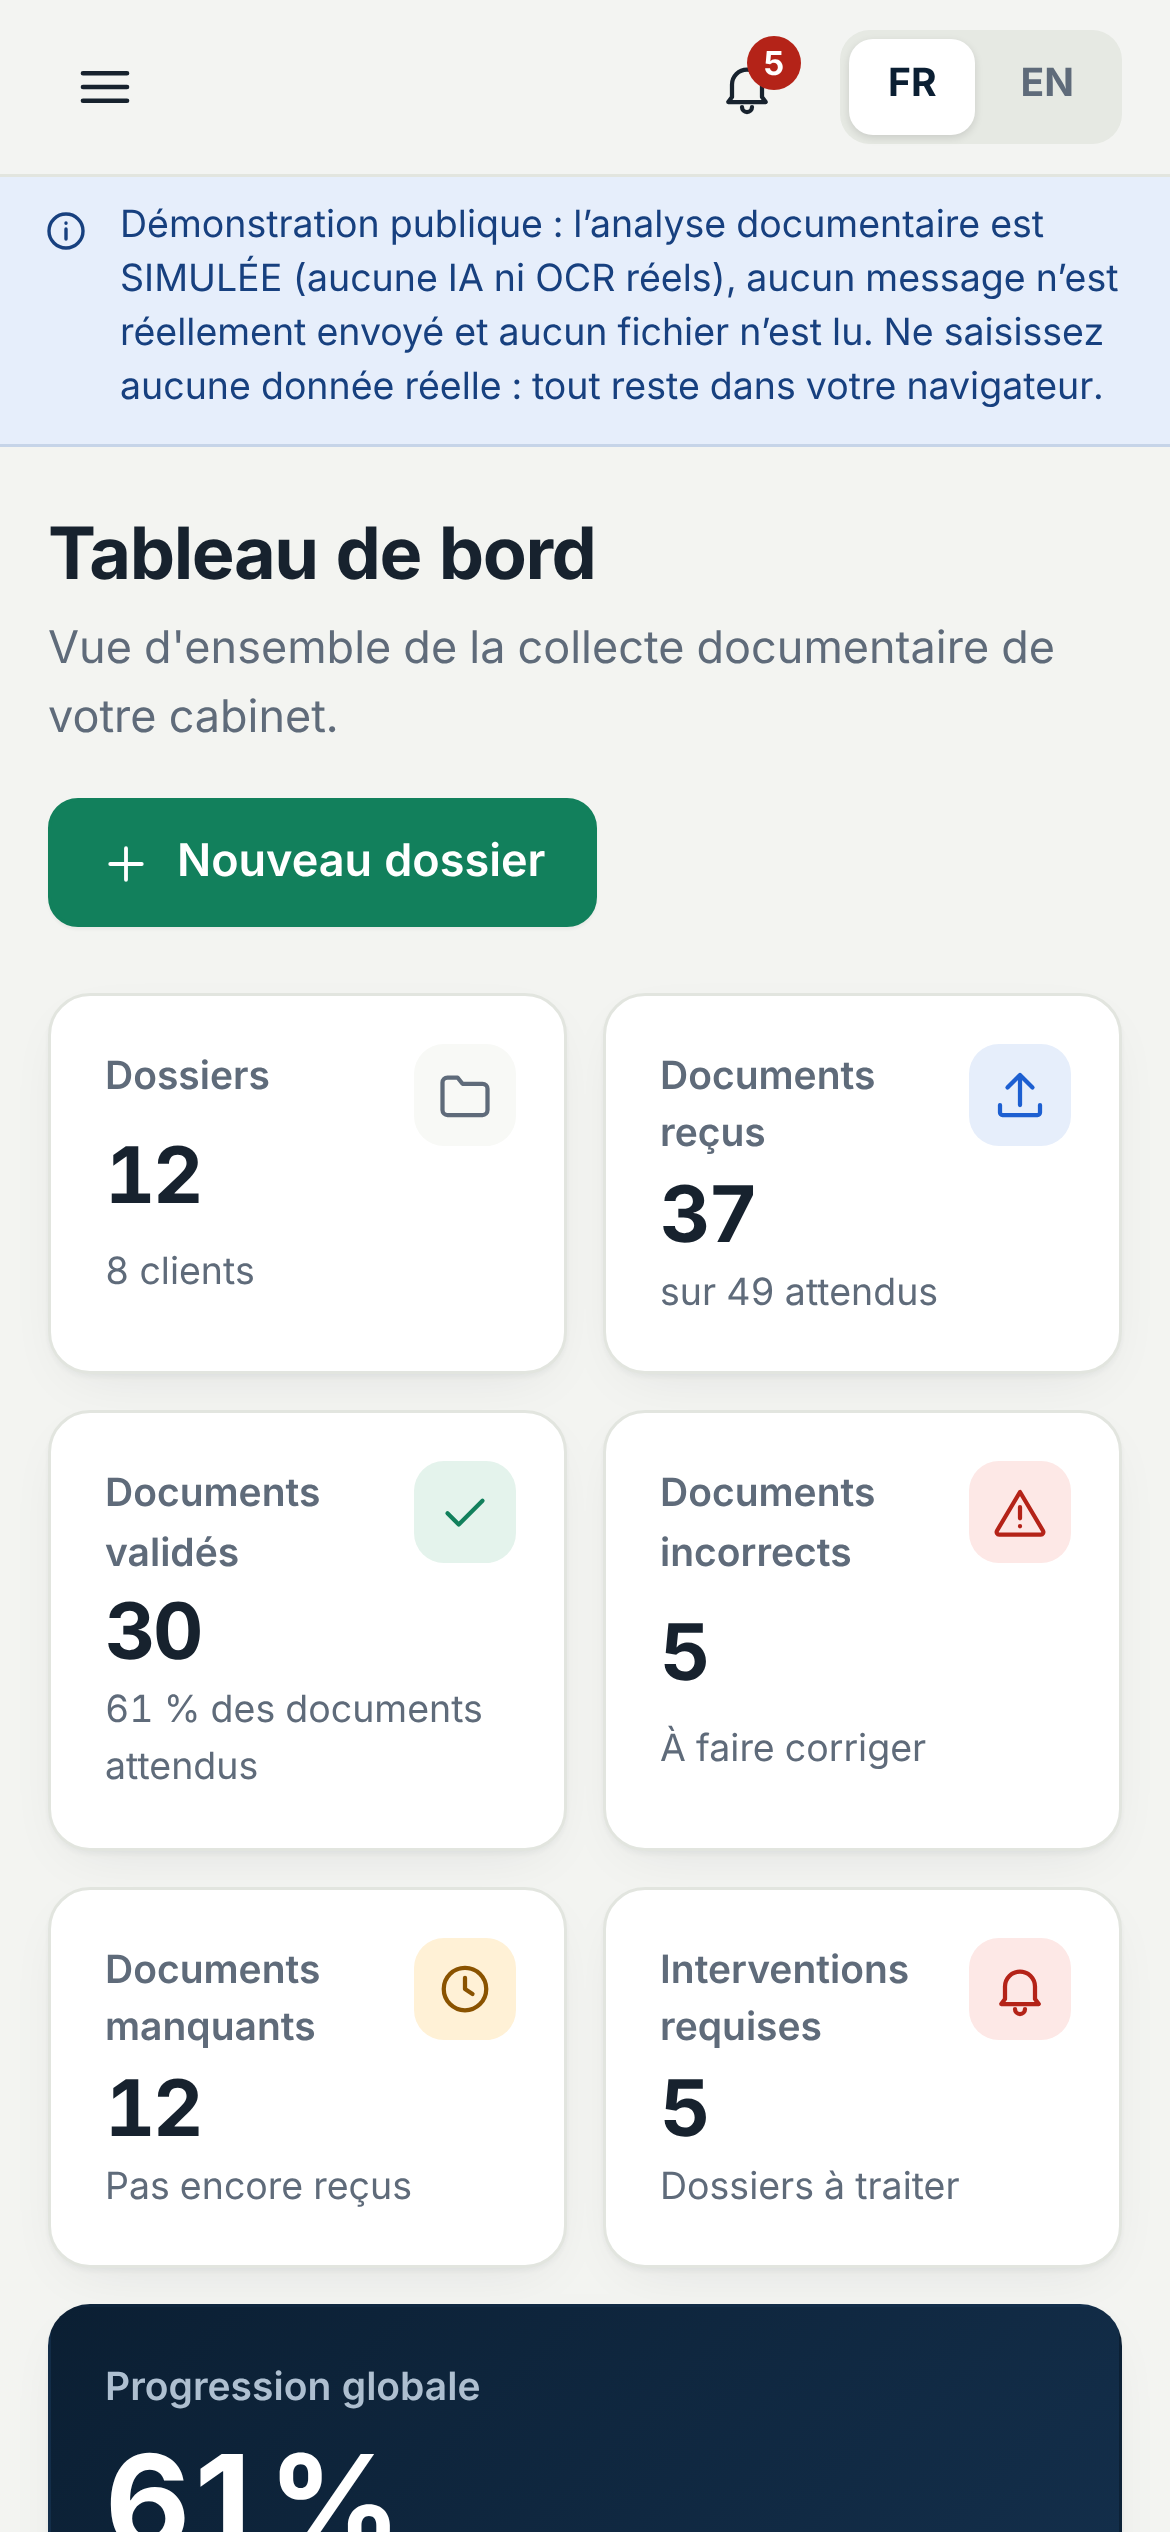 5
FR
EN
Démonstration publique : l’analyse documentaire est
SIMULÉE (aucune IA ni OCR réels), aucun message n’est
réellement envoyé et aucun fichier n’est lu. Ne saisissez
aucune donnée réelle : tout reste dans votre navigateur.
Tableau de bord
Vue d'ensemble de la collecte documentaire de
votre cabinet.
Nouveau dossier
Dossiers
12
8 clients
Documents
reçus
37
sur 49 attendus
Documents
validés
30
61 % des documents
attendus
Documents
incorrects
5
À faire corriger
Documents
manquants
12
Pas encore reçus
Interventions
requises
5
Dossiers à traiter
Progression globale
61%